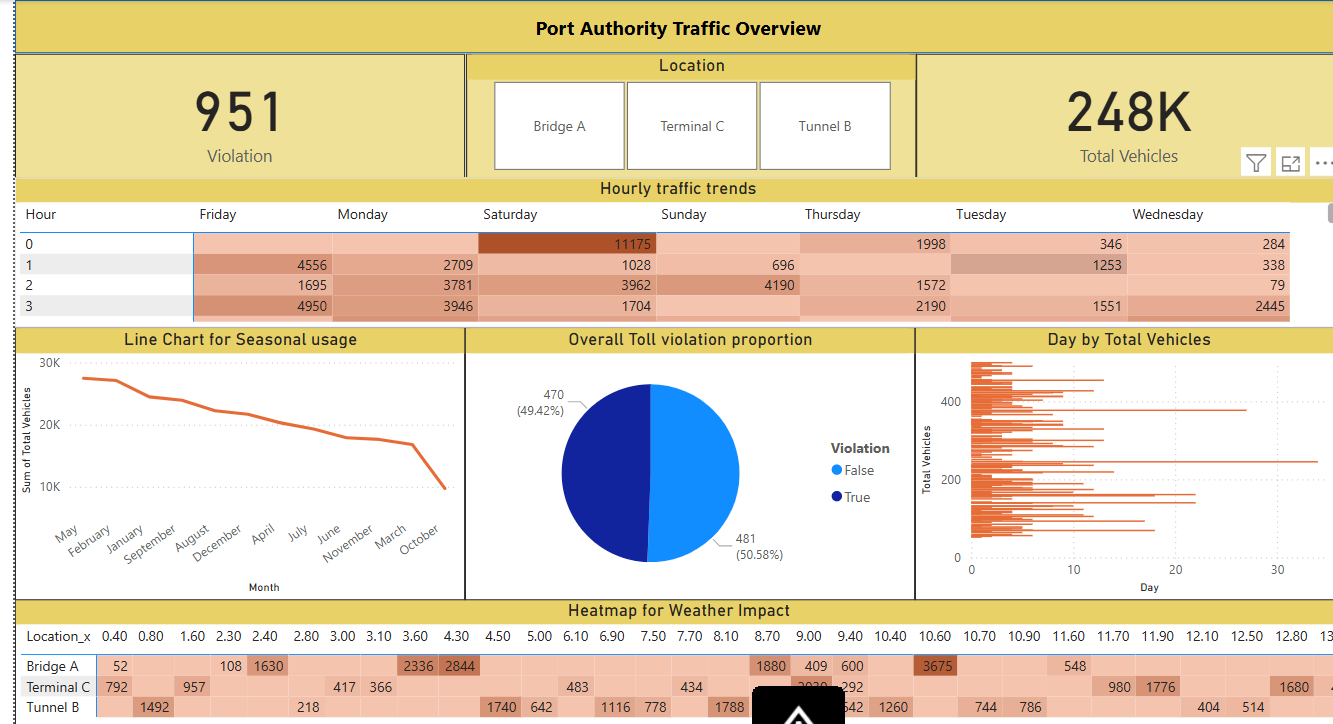 Port Authority Traffic Overview
951
Violation
Location
Bridge A Terminal C Tunnel B
248K
Total Vehicles
Hourly traffic trends
Hour Friday Monday Saturday Sunday Thursday Tuesday Wednesday
0 11175 1998 346 284
1 4556 2709 1028 696 1253 338
2 1695 3781 3962 4190 1572 79
3 4950 3946 1704 2190 1551 2445
Line Chart for Seasonal usage
30K
20K
10K
Sum of Total Vehicles
May February January September August December April July June November March October
Month
Overall Toll violation proportion
470
(49.42%)
481
(50.58%)
Violation
False
True
Day by Total Vehicles
400
200
0
Total Vehicles
0 10 20 30
Day
Heatmap for Weather Impact
Location_x 0.40 0.80 1.60 2.30 2.40 2.80 3.00 3.10 3.60 4.30 4.50 5.00 6.10 6.90 7.50 7.70 8.10 8.70 9.00 9.40 10.40 10.60 10.70 10.90 11.60 11.70 11.90 12.10 12.50 12.80
Bridge A 52 108 1630 2336 2844 1880 409 600 3675 548
Terminal C 792 957 417 366 483 434 292 980 1776 1680
Tunnel B 1492 218 1740 642 1116 778 1788 1260 744 786 404 514